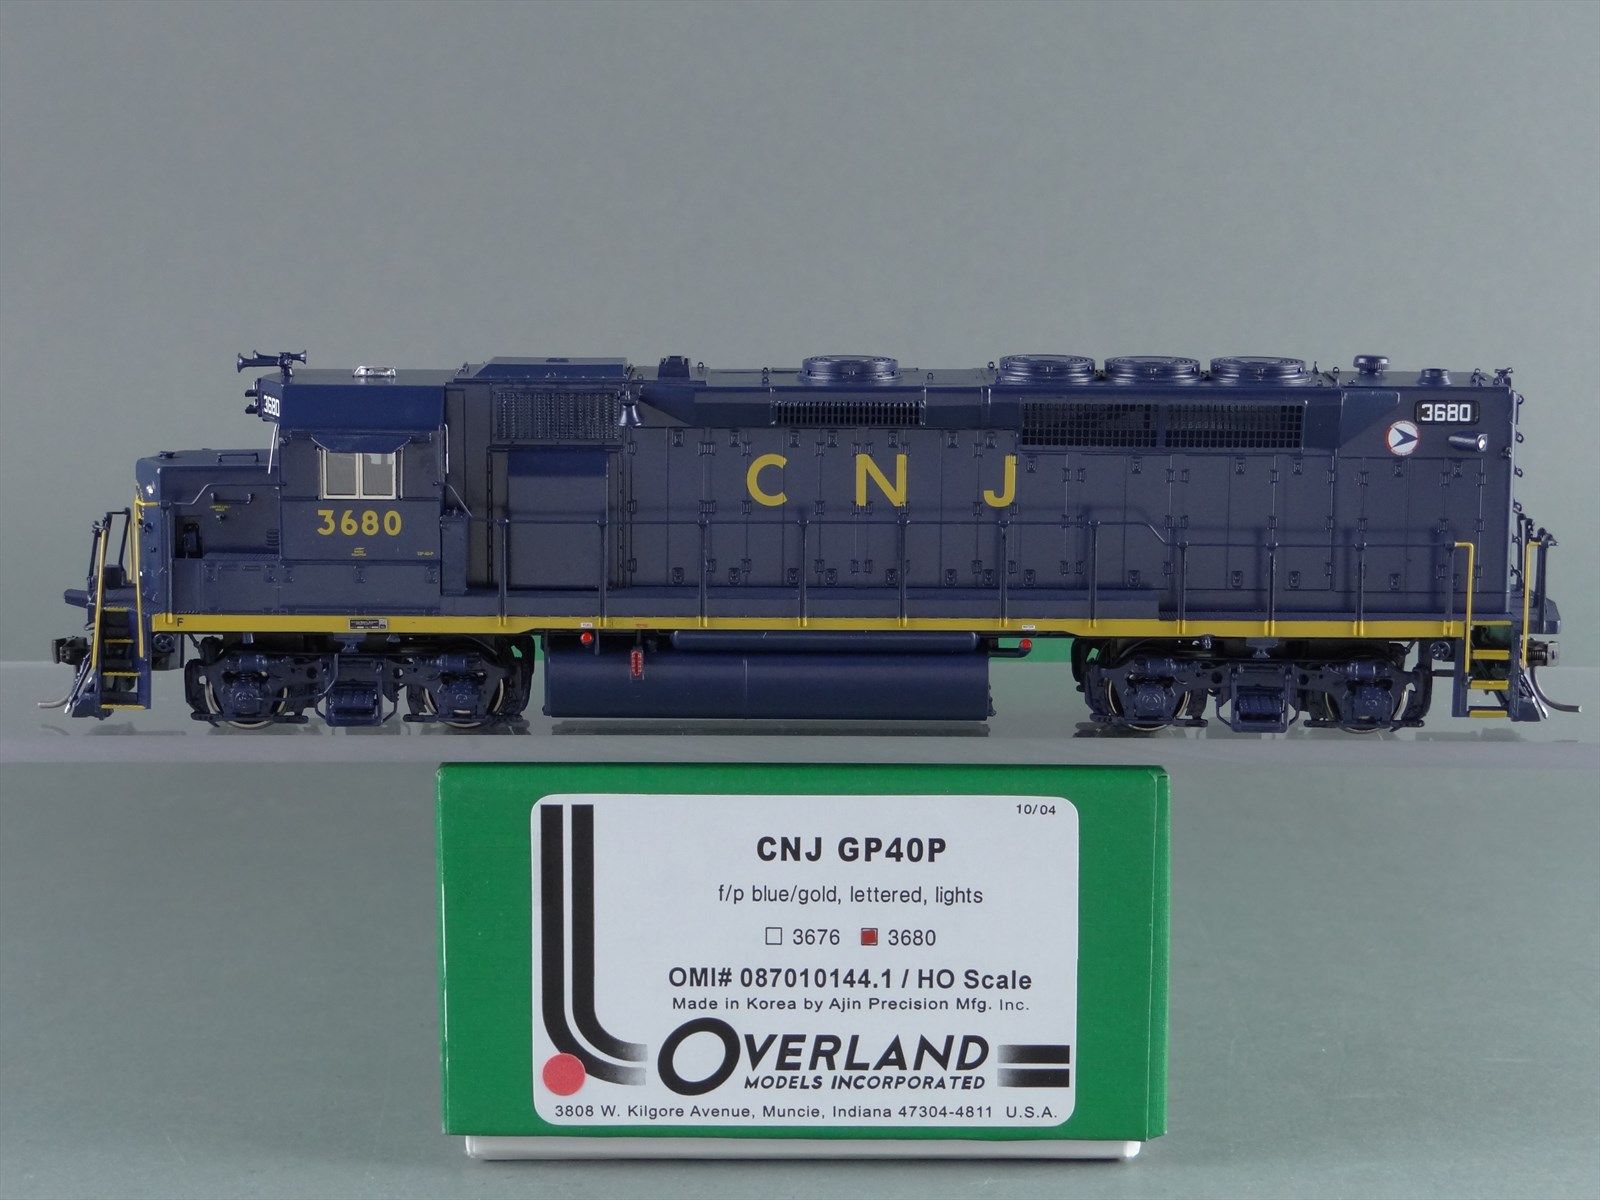 3680
3680
C N J
3680
F
10/04
CNJ GP40P
f/p blue/gold, lettered, lights
3676 3680
OMI# 087010144.1 / HO Scale
Made in Korea by Ajin Precision Mfg. Inc.
OVERLAND
MODELS INCORPORATED
3808 W. Kilgore Avenue, Muncie, Indiana 47304-4811 U.S.A.